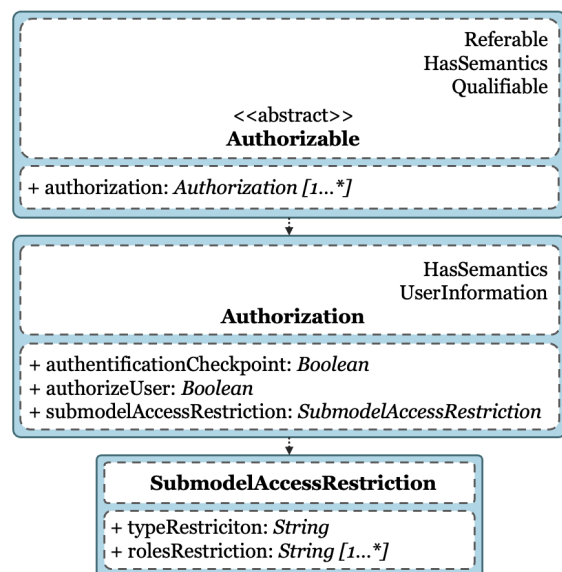 Referable
HasSemantics
Qualifiable
<<abstract>>
Authorizable
+ authorization: Authorization [1...*]
HasSemantics
UserInformation
Authorization
+ authentificationCheckpoint: Boolean
+ authorizeUser: Boolean
+ submodelAccessRestriction: SubmodelAccessRestriction
SubmodelAccessRestriction
+ typeRestriciton: String
+ rolesRestriction: String [1...*]